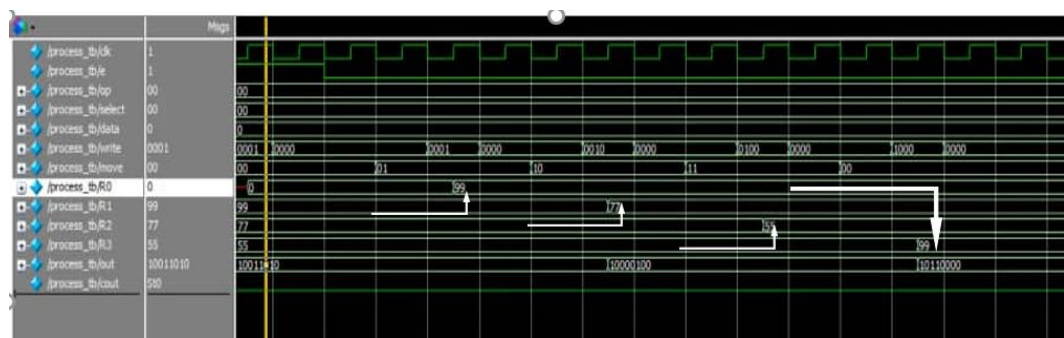 Msgs
/process_tb/clk 1
/process_tb/e 1
/process_tb/op 00 00
/process_tb/select 00 00
/process_tb/data 0 0
/process_tb/write 0001 0001 0000 0001 0000 0010 0000 0100 0000 1000 0000
/process_tb/move 00 00 01 10 11 00
/process_tb/R0 0 0 99
/process_tb/R1 99 99 77
/process_tb/R2 77 77 55
/process_tb/R3 55 55 99
/process_tb/out 10011010 10011010 10000100 10110000
/process_tb/cout St0